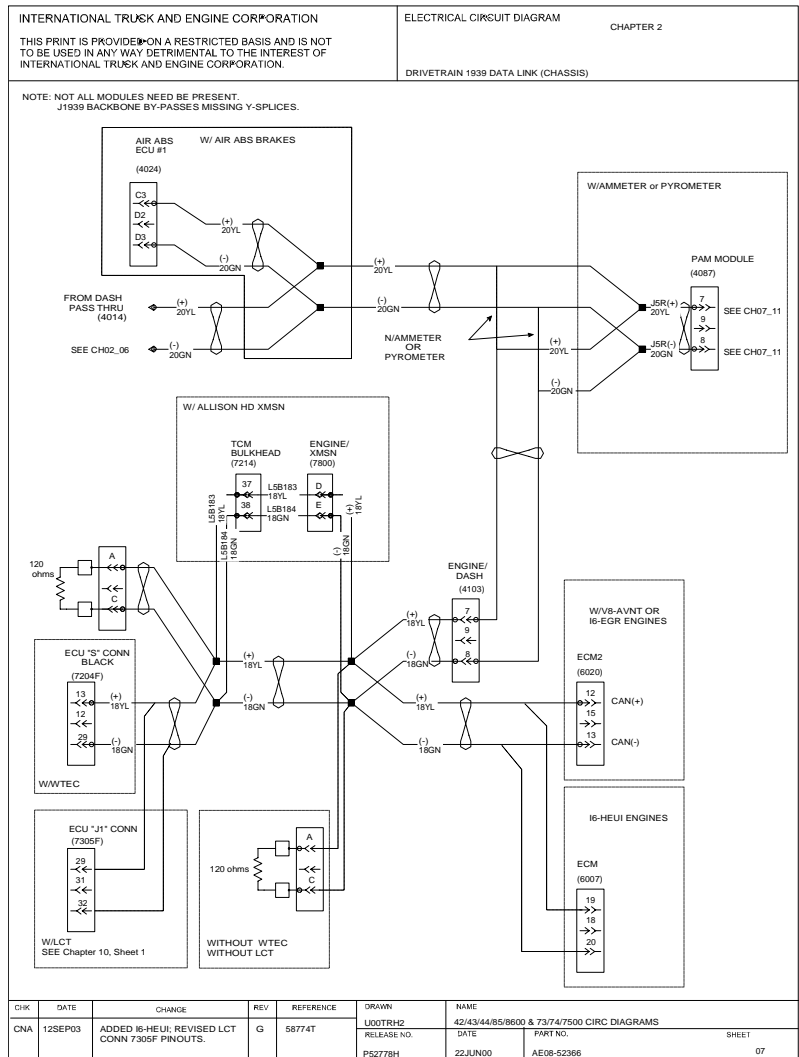 INTERNATIONAL TRUCK AND ENGINE CORPORATION
THIS PRINT IS PROVIDED ON A RESTRICTED BASIS AND IS NOT
TO BE USED IN ANY WAY DETRIMENTAL TO THE INTEREST OF
INTERNATIONAL TRUCK AND ENGINE CORPORATION.
ELECTRICAL CIRCUIT DIAGRAM
CHAPTER 2
DRIVETRAIN 1939 DATA LINK (CHASSIS)
NOTE: NOT ALL MODULES NEED BE PRESENT.
J1939 BACKBONE BY-PASSES MISSING Y-SPLICES.
AIR ABS
ECU #1
(4024)
W/ AIR ABS BRAKES
C3
D2
D3
(+)
20YL
(-)
20GN
(+)
20YL
(-)
20GN
FROM DASH
PASS THRU
(4014)
(+)
20YL
SEE CH02_06
(-)
20GN
N/AMMETER
OR
PYROMETER
(+)
20YL
(-)
20GN
W/AMMETER or PYROMETER
PAM MODULE
(4087)
J5R(+)
20YL
J5R(-)
20GN
7
9
8
SEE CH07_11
SEE CH07_11
W/ ALLISON HD XMSN
TCM
BULKHEAD
(7214)
ENGINE/
XMSN
(7800)
37
38
L5B183
18YL
L5B184
18GN
D
E
L5B183
18YL
L5B184
18GN
(+)
18YL
(-)
18GN
120
ohms
A
C
ENGINE/
DASH
(4103)
7
9
8
(+)
18YL
(-)
18GN
(+)
18YL
(-)
18GN
(+)
18YL
(-)
18GN
ECU "S" CONN
BLACK
(7204F)
13
12
29
(+)
18YL
(-)
18GN
W/WTEC
W/V8-AVNT OR
I6-EGR ENGINES
ECM2
(6020)
12
15
13
CAN(+)
CAN(-)
ECU "J1" CONN
(7305F)
29
31
32
W/LCT
SEE Chapter 10, Sheet 1
120 ohms
A
C
WITHOUT WTEC
WITHOUT LCT
I6-HEUI ENGINES
ECM
(6007)
19
18
20
CHK DATE CHANGE REV REFERENCE
CNA 12SEP03 ADDED I6-HEUI; REVISED LCT
CONN 7305F PINOUTS.
G 58774T
DRAWN
U00TRH2
NAME
42/43/44/85/8600 & 73/74/7500 CIRC DIAGRAMS
RELEASE NO.
P52778H
DATE
22JUN00
PART NO.
AE08-52366
SHEET
07